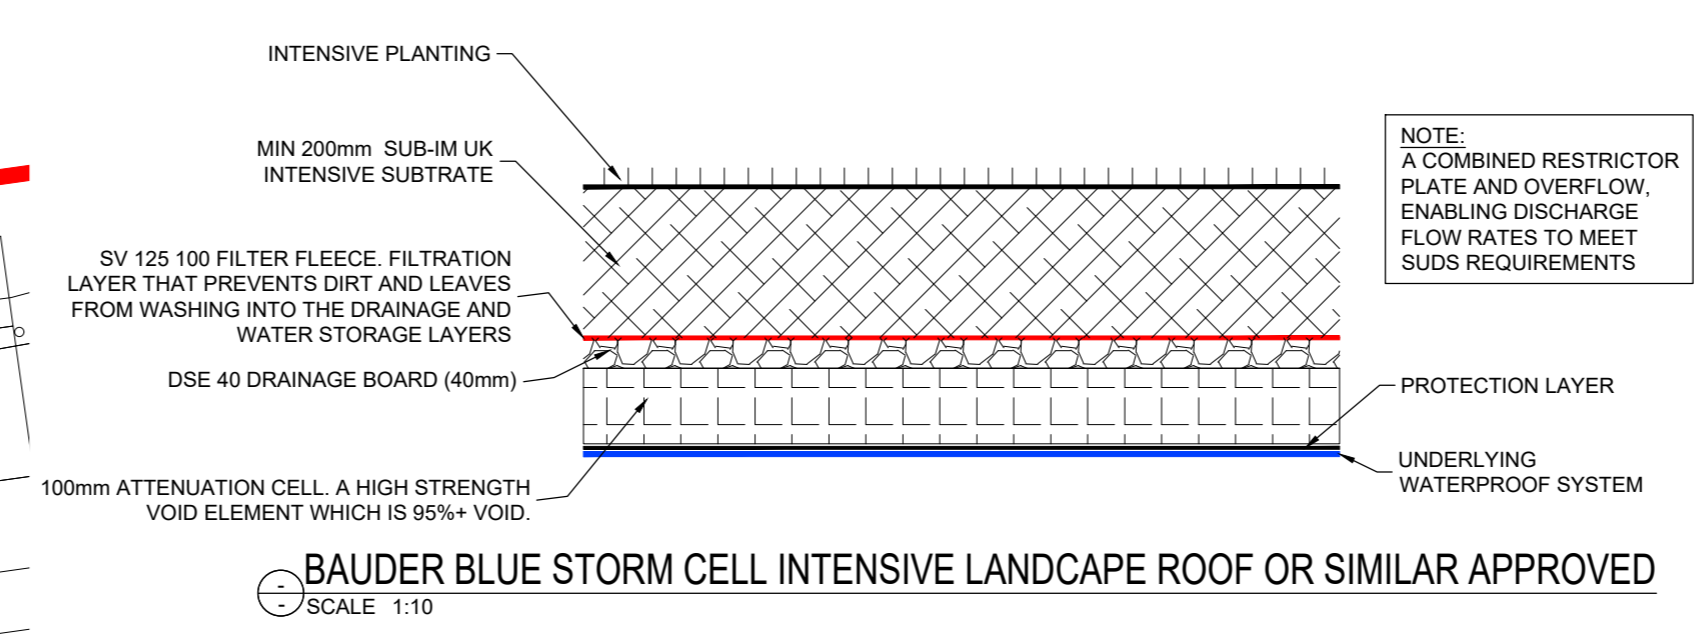 INTENSIVE PLANTING
MIN 200mm SUB-IM UK
INTENSIVE SUBTRATE
SV 125 100 FILTER FLEECE. FILTRATION
LAYER THAT PREVENTS DIRT AND LEAVES
FROM WASHING INTO THE DRAINAGE AND
WATER STORAGE LAYERS
DSE 40 DRAINAGE BOARD (40mm)
100mm ATTENUATION CELL. A HIGH STRENGTH
VOID ELEMENT WHICH IS 95%+ VOID.
NOTE:
A COMBINED RESTRICTOR
PLATE AND OVERFLOW,
ENABLING DISCHARGE
FLOW RATES TO MEET
SUDS REQUIREMENTS
PROTECTION LAYER
UNDERLYING
WATERPROOF SYSTEM
-
-
BAUDER BLUE STORM CELL INTENSIVE LANDCAPE ROOF OR SIMILAR APPROVED
SCALE 1:10